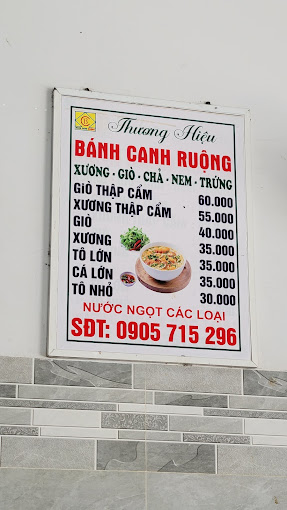 Thương Hiệu
BÁNH CANH RUỘNG
XƯƠNG - GIÒ - CHẢ - NEM - TRỨNG
GIÒ THẬP CẨM 60.000
XƯƠNG THẬP CẨM 55.000
GIÒ 40.000
XƯƠNG 35.000
TÔ LỚN 35.000
CÁ LỚN 35.000
TÔ NHỎ 30.000
NƯỚC NGỌT CÁC LOẠI
SĐT: 0905 715 296